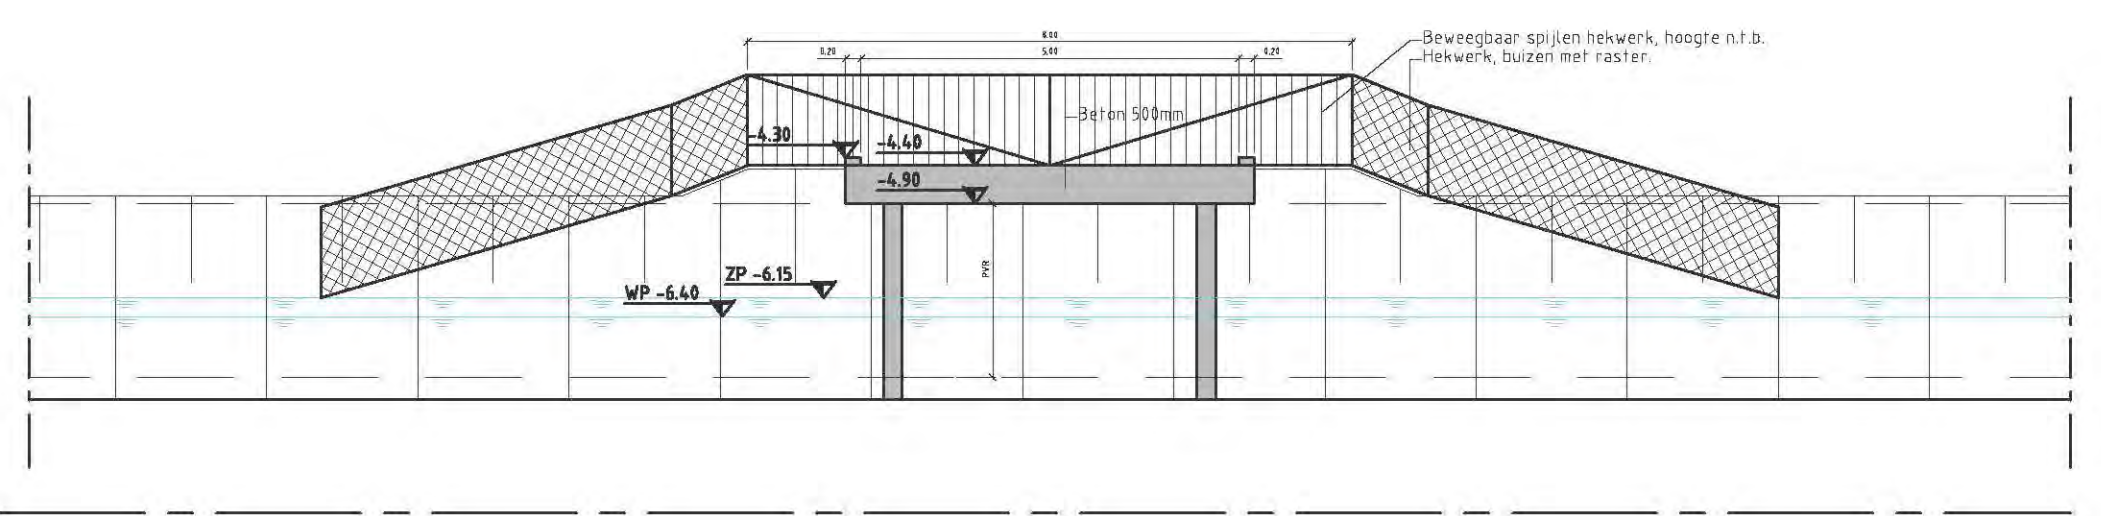 8.00
0.20
5.00
0.20
Beweegbaar spijlen hekwerk, hoogte n.t.b.
Hekwerk, buizen met raster.
Beton 500mm
-4.30
-4.40
-4.90
PVR
ZP -6.15
WP -6.40